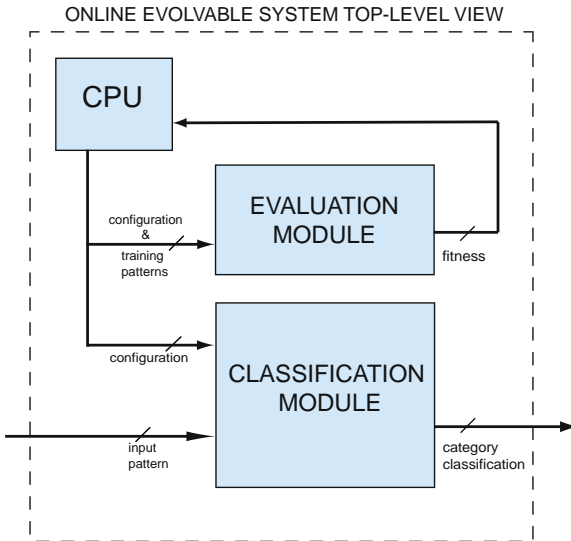 ONLINE EVOLVABLE SYSTEM TOP-LEVEL VIEW
CPU
EVALUATION
MODULE
configuration
&
training
patterns
fitness
configuration
CLASSIFICATION
MODULE
input
pattern
category
classification